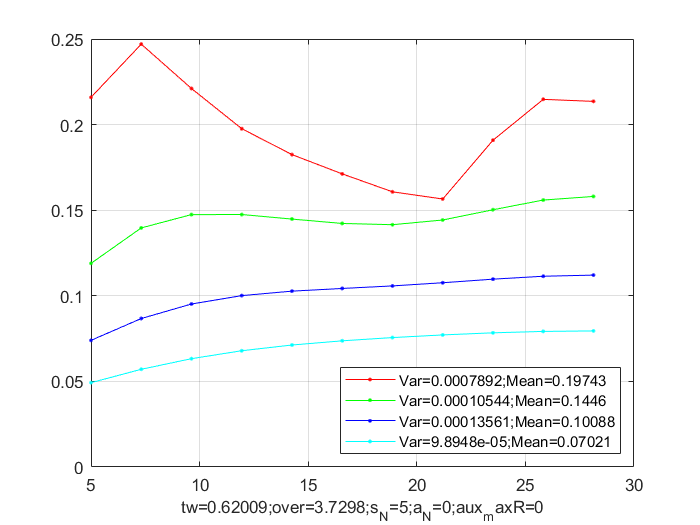 0.25
0.2
0.15
0.1
0.05
0
5
10
15
20
25
30
Var=0.0007892;Mean=0.19743
Var=0.00010544;Mean=0.1446
Var=0.00013561;Mean=0.10088
Var=9.8948e-05;Mean=0.07021
tw=0.62009;over=3.7298;s_N=5;a_N=0;aux_maxR=0